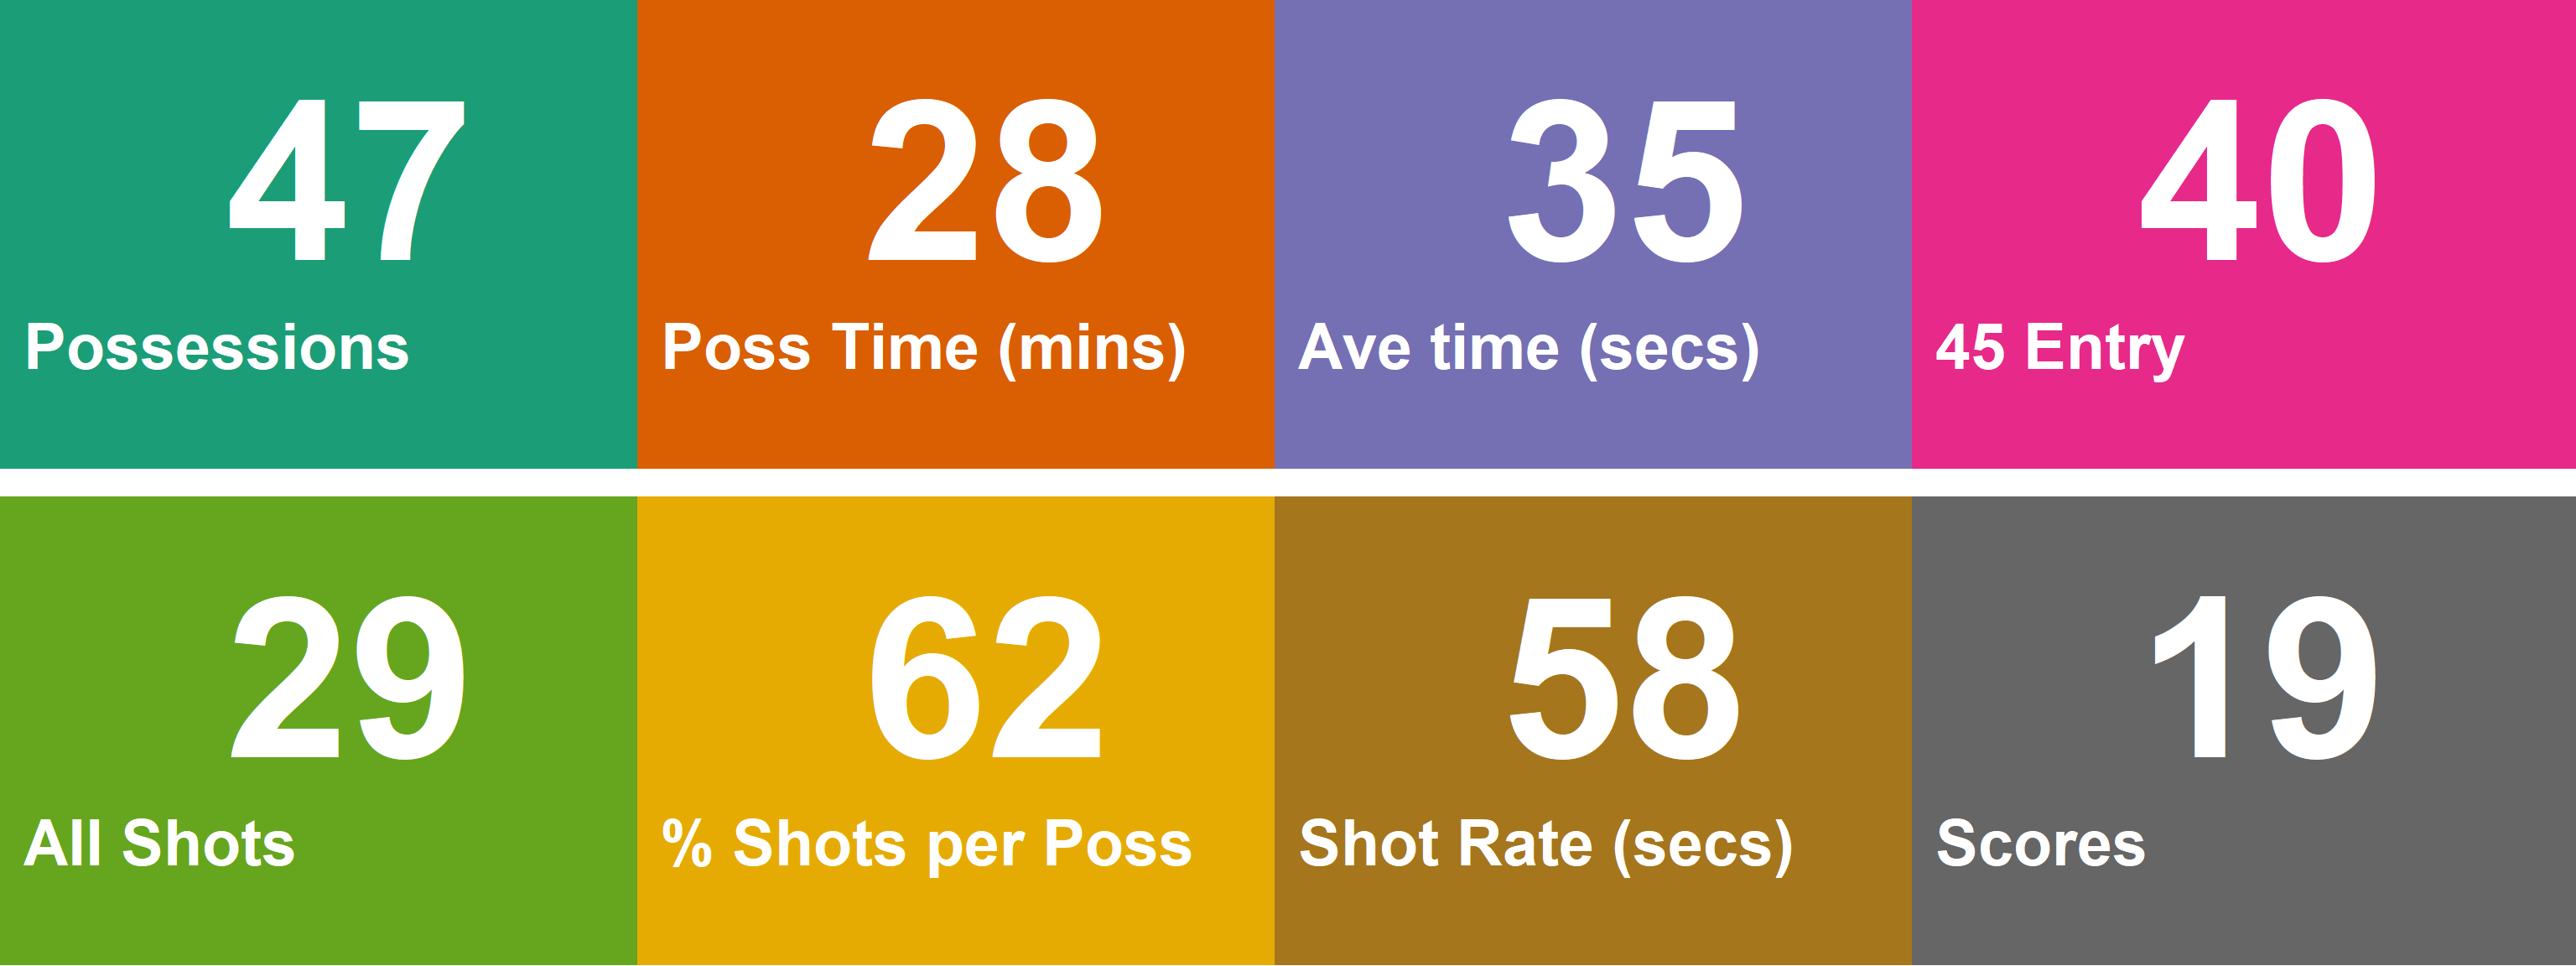 47
Possessions
28
Poss Time (mins)
35
Ave time (secs)
40
45 Entry
29
All Shots
62
% Shots per Poss
58
Shot Rate (secs)
19
Scores